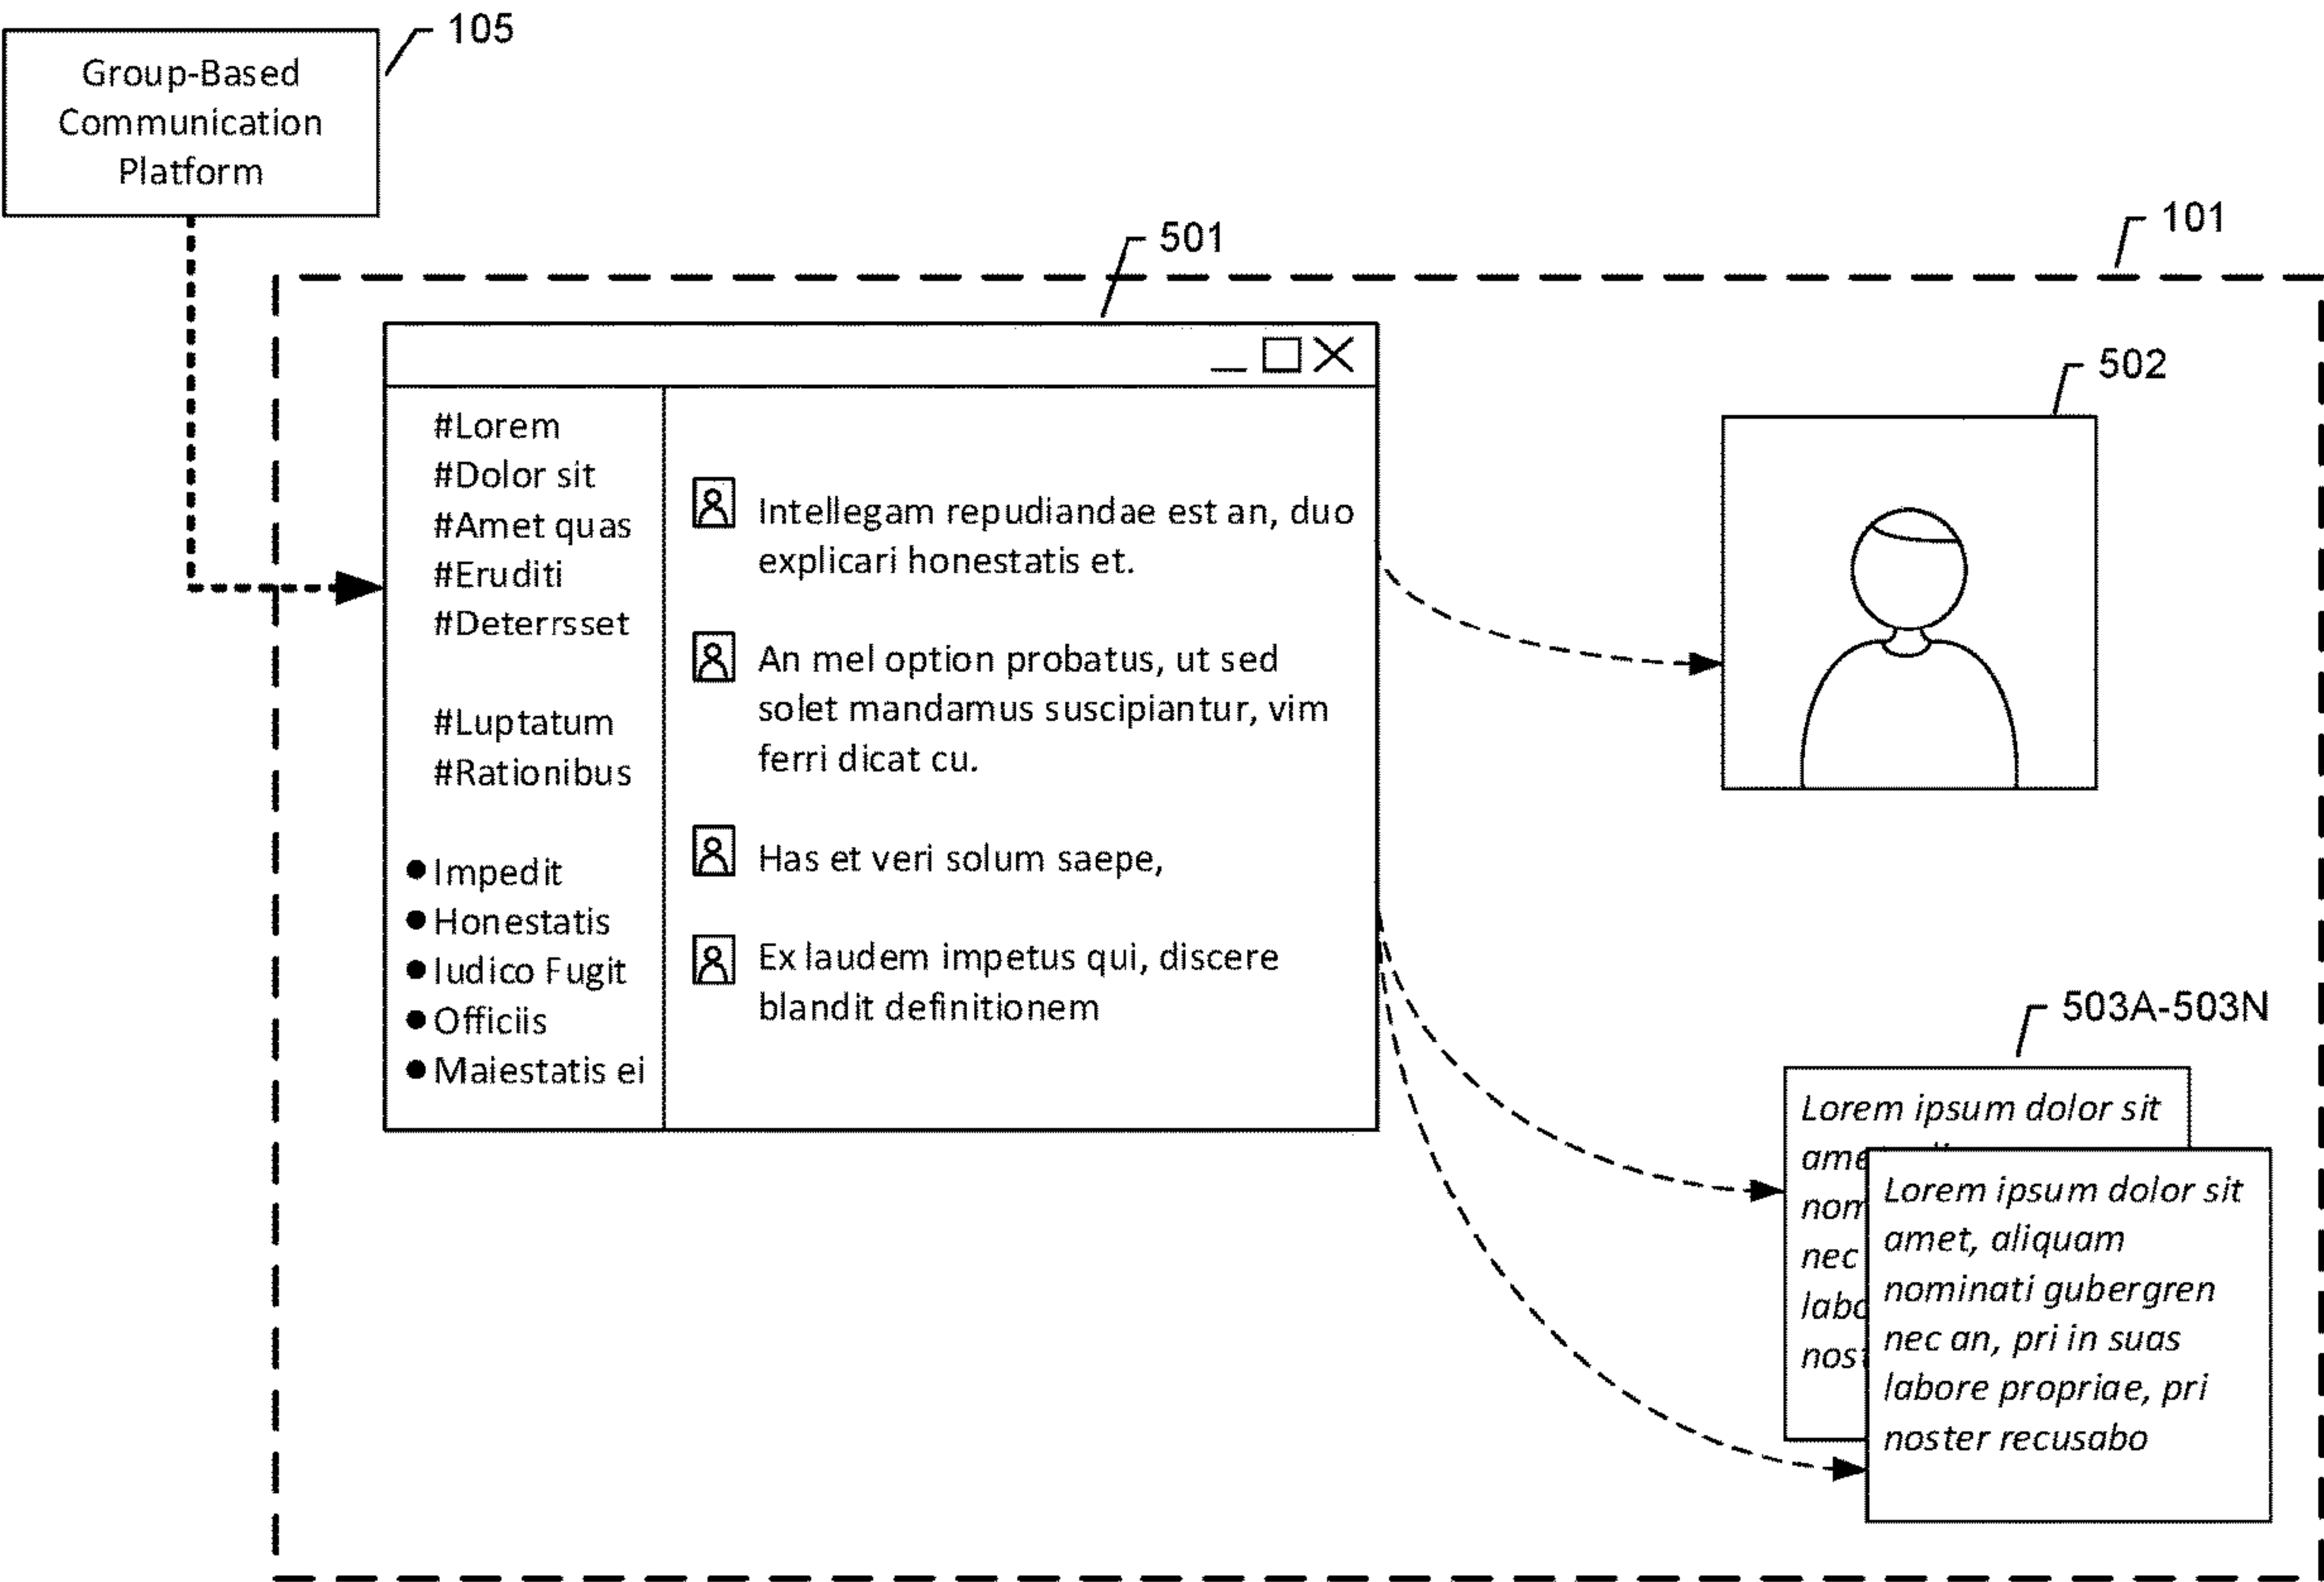 105
Group-Based
Communication
Platform
101
501
502
#Lorem
#Dolor sit
#Amet quas
#Eruditi
#Deterrsset
#Luptatum
#Rationibus
Impedit
Honestatis
Iudico Fugit
Officiis
Maiestatis ei
Intellegam repudiandae est an, duo
explicari honestatis et.
An mel option probatus, ut sed
solet mandamus suscipiantur, vim
ferri dicat cu.
Has et veri solum saepe,
Ex laudem impetus qui, discere
blandit definitionem
503A-503N
Lorem ipsum dolor sit
nec
Lorem ipsum dolor sit
amet, aliquam
nominati gubergren
nec an, pri in suas
labore propriae, pri
noster recusabo